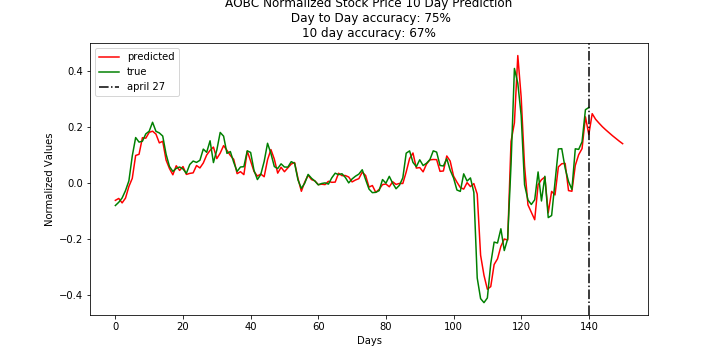 AOBC Normalized Stock Price 10 Day Prediction
Day to Day accuracy: 75%
10 day accuracy: 67%
predicted
true
april 27
Normalized Values
0.4
0.2
0.0
−0.2
−0.4
0 20 40 60 80 100 120 140
Days